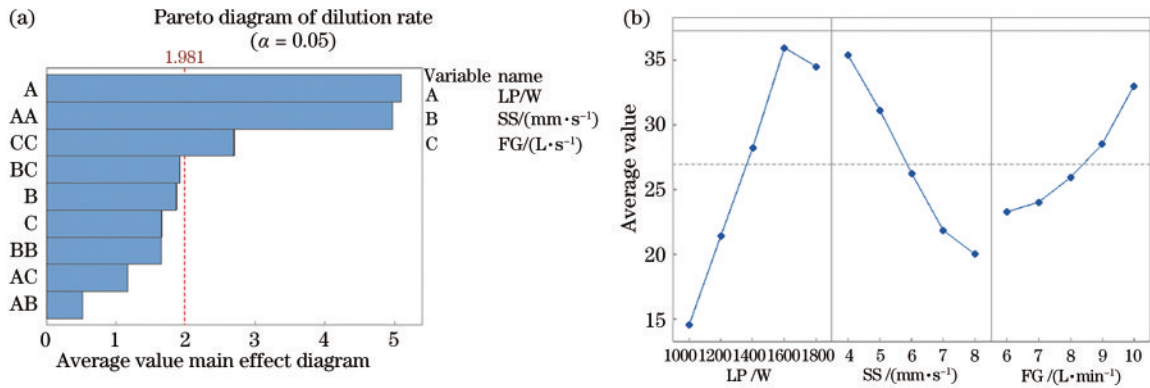 (a)
Pareto diagram of dilution rate
(α = 0.05)
1.981
Variable name
A LP/W
B SS/(mm·s⁻¹)
C FG/(L·s⁻¹)
A
AA
CC
BC
B
C
BB
AC
AB
0 1 2 3 4 5
Average value main effect diagram
(b)
Average value
35
30
25
20
15
1000 1200 1400 1600 1800 4 5 6 7 8 6 7 8 9 10
LP /W SS /(mm·s⁻¹) FG /(L·min⁻¹)